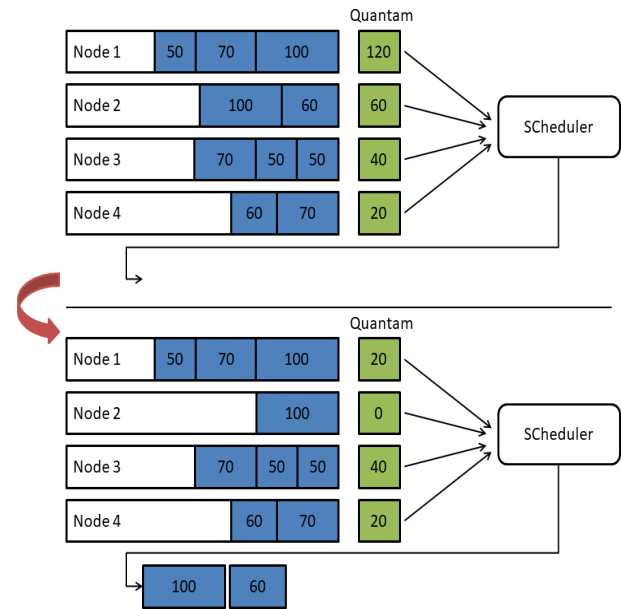 Quantam
Node 1 50 70 100 120
Node 2 100 60 60
SCheduler
Node 3 70 50 50 40
Node 4 60 70 20
Quantam
Node 1 50 70 100 20
Node 2 100 0
SCheduler
Node 3 70 50 50 40
Node 4 60 70 20
100 60